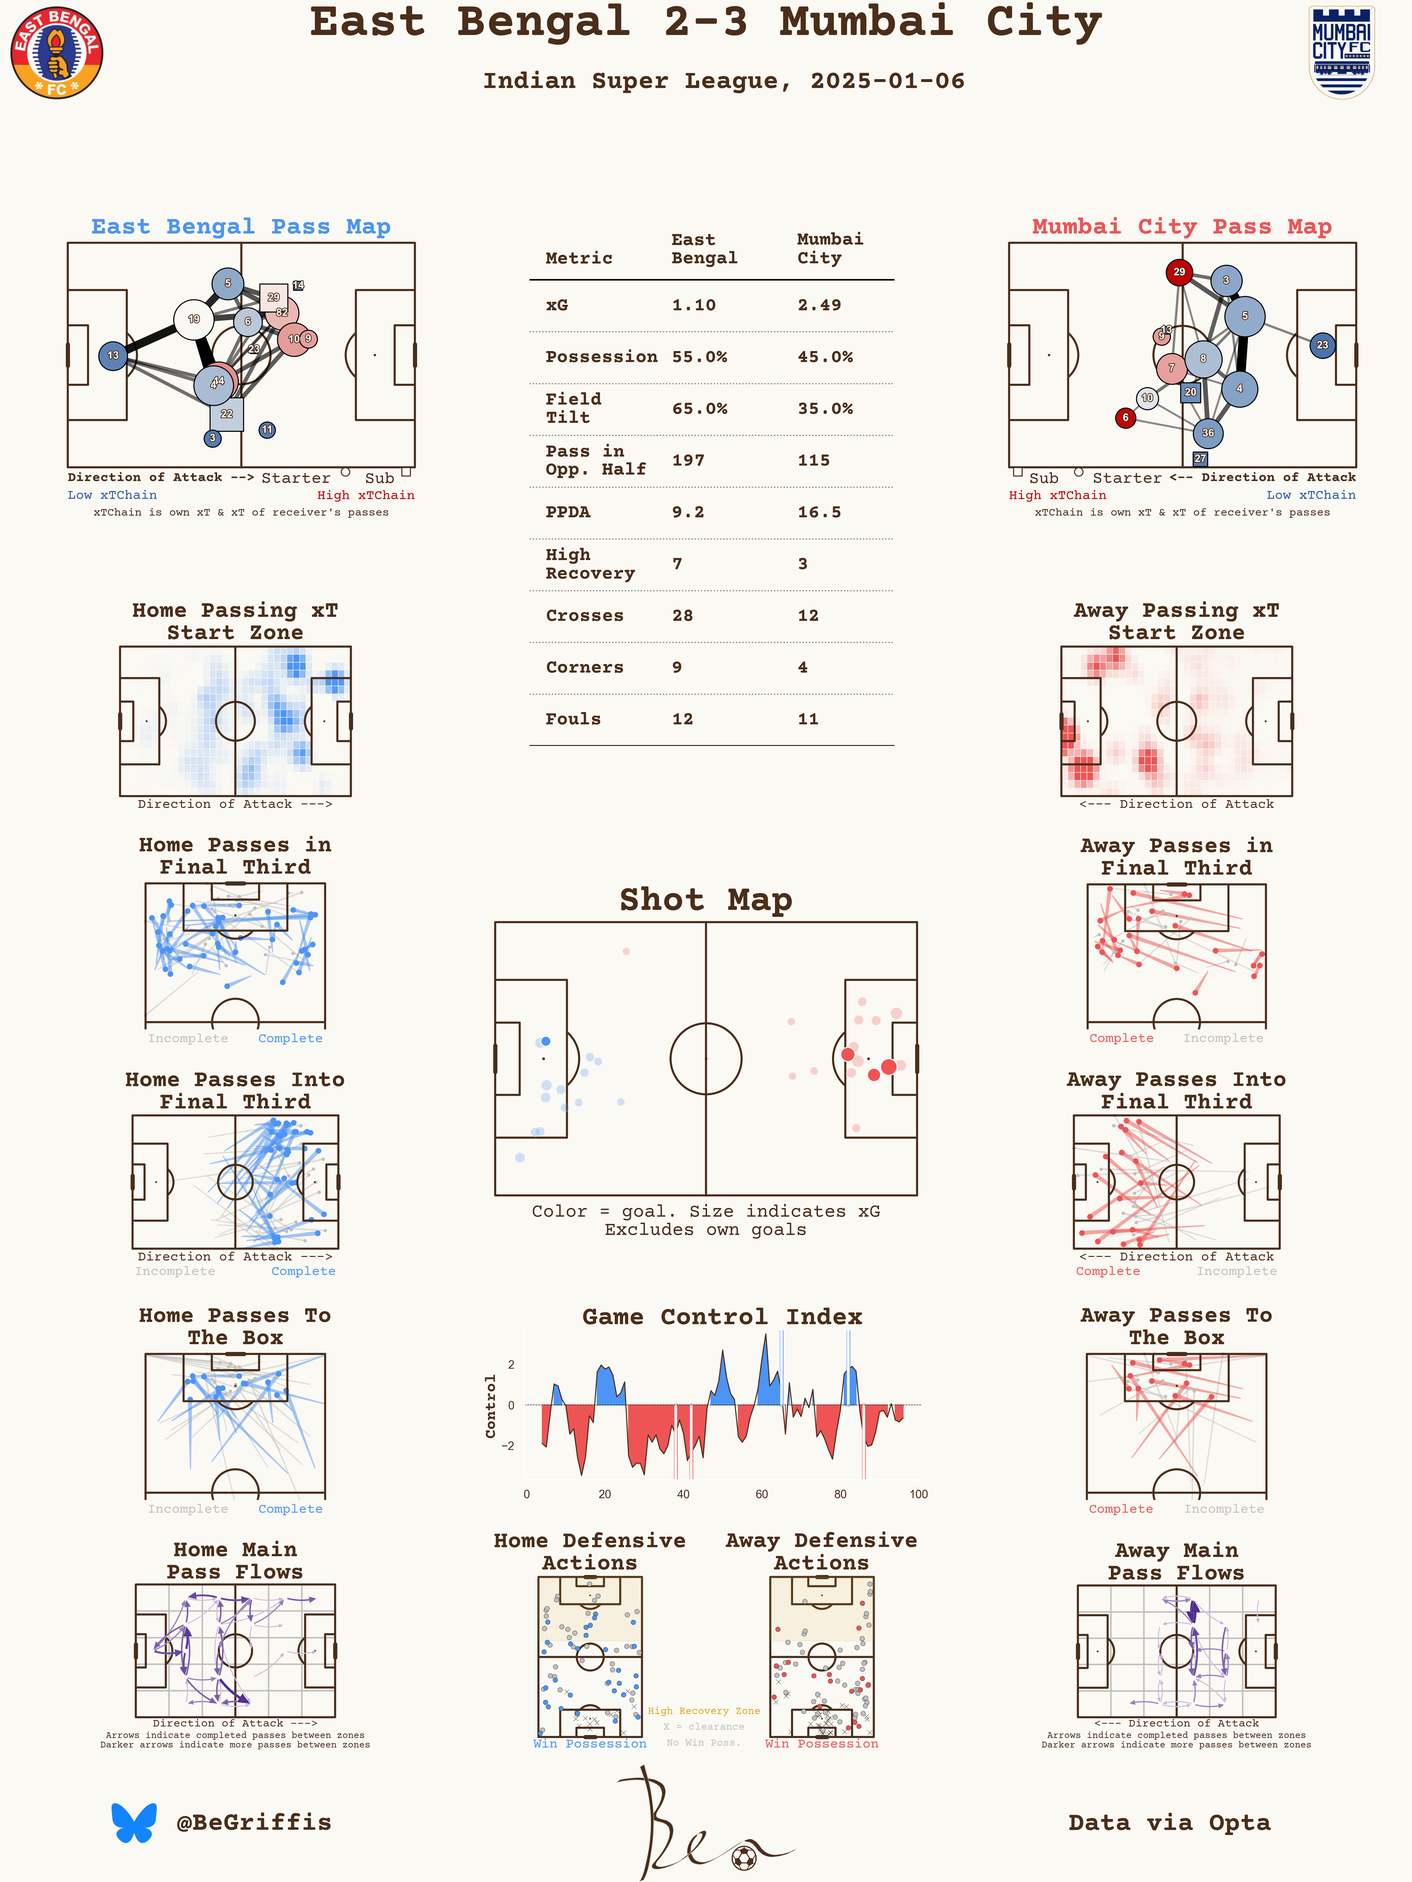 East Bengal 2-3 Mumbai City
Indian Super League, 2025-01-06
EAST BENGAL
FC
MUMBAI
CITY FC
East Bengal Pass Map
5
14
29
82
19
6
10
9
23
13
14
4
22
3
11
Direction of Attack --> Starter Sub
Low xTChain High xTChain
xTChain is own xT & xT of receiver's passes
Metric East Bengal Mumbai City
xG 1.10 2.49
Possession 55.0% 45.0%
Field Tilt 65.0% 35.0%
Pass in Opp. Half 197 115
PPDA 9.2 16.5
High Recovery 7 3
Crosses 28 12
Corners 9 4
Fouls 12 11
Mumbai City Pass Map
29
3
5
13
9
23
8
7
20
4
10
6
36
27
Sub Starter <-- Direction of Attack
High xTChain Low xTChain
xTChain is own xT & xT of receiver's passes
Home Passing xT
Start Zone
Direction of Attack --->
Away Passing xT
Start Zone
<--- Direction of Attack
Home Passes in
Final Third
Incomplete Complete
Away Passes in
Final Third
Complete Incomplete
Shot Map
Color = goal. Size indicates xG
Excludes own goals
Home Passes Into
Final Third
Direction of Attack --->
Incomplete Complete
Away Passes Into
Final Third
<--- Direction of Attack
Complete Incomplete
Home Passes To
The Box
Incomplete Complete
Game Control Index
Control
2
0
−2
0 20 40 60 80 100
Away Passes To
The Box
Complete Incomplete
Home Main
Pass Flows
Direction of Attack --->
Arrows indicate completed passes between zones
Darker arrows indicate more passes between zones
Home Defensive
Actions
Win Possession
High Recovery Zone
X = clearance
No Win Poss.
Away Defensive
Actions
Win Possession
Away Main
Pass Flows
<--- Direction of Attack
Arrows indicate completed passes between zones
Darker arrows indicate more passes between zones
@BeGriffis
Ben
Data via Opta